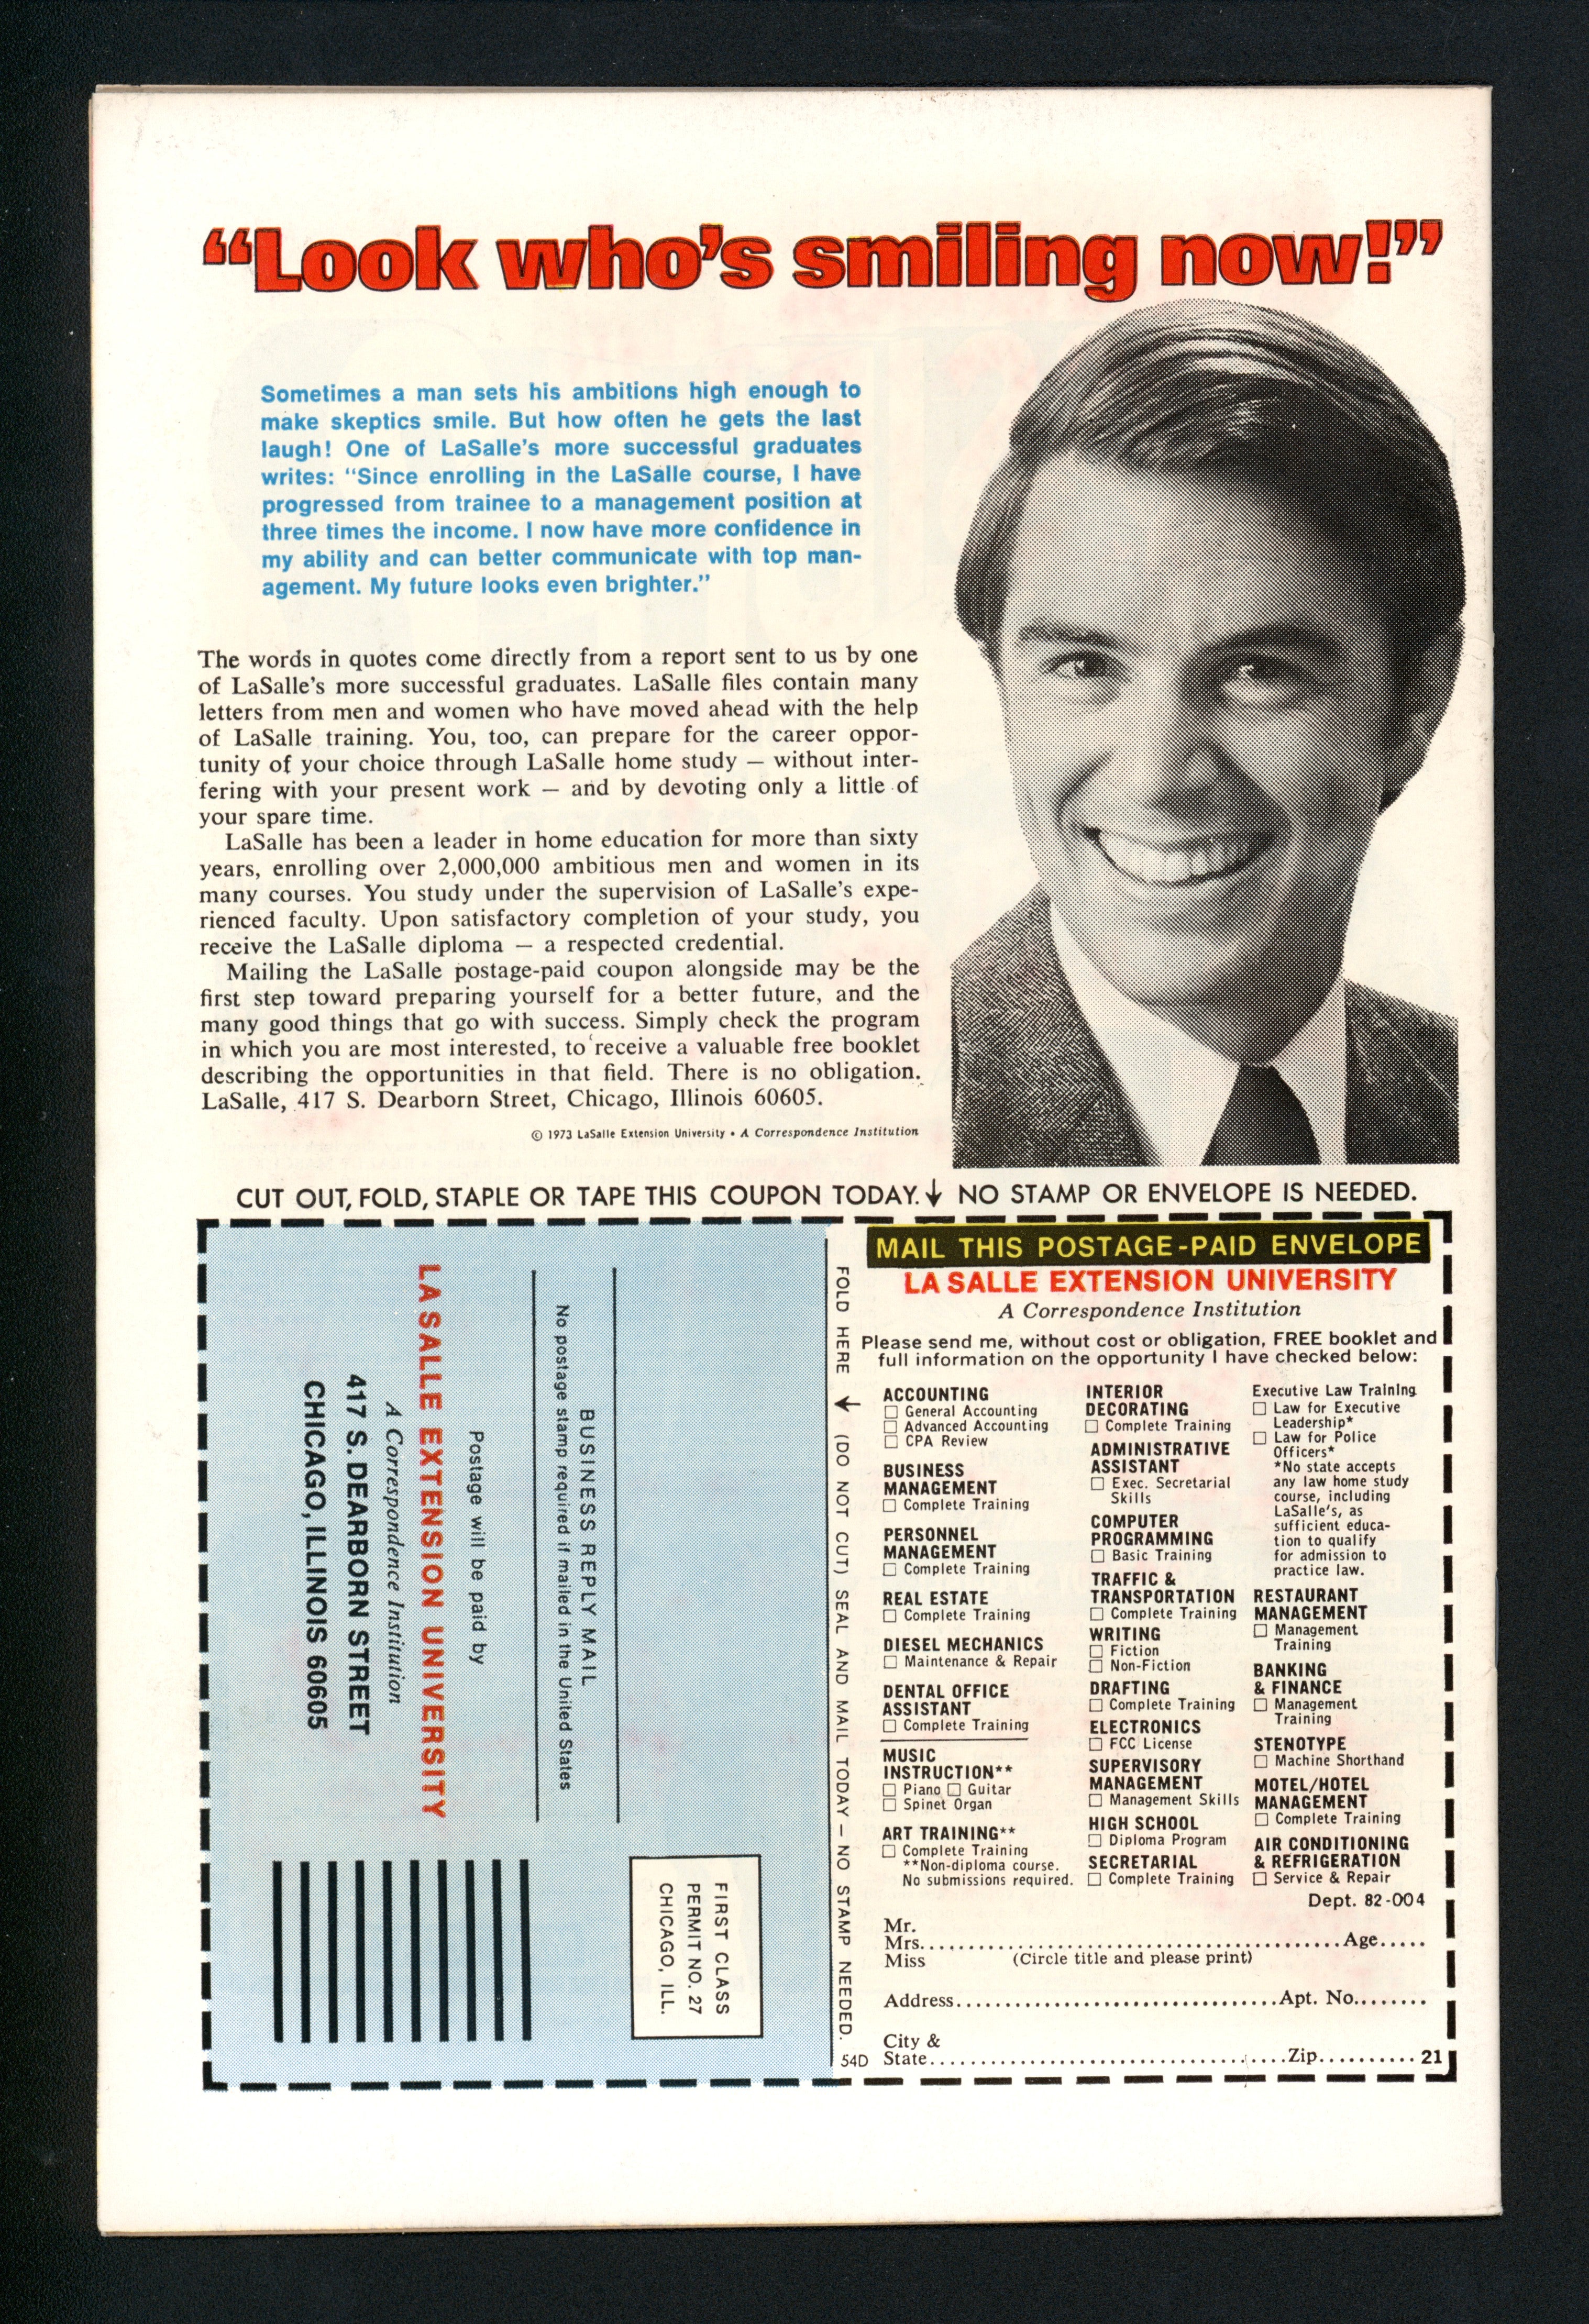 “Look who’s smiling now!”
Sometimes a man sets his ambitions high enough to
make skeptics smile. But how often he gets the last
laugh! One of LaSalle’s more successful graduates
writes: “Since enrolling in the LaSalle course, I have
progressed from trainee to a management position at
three times the income. I now have more confidence in
my ability and can better communicate with top man-
agement. My future looks even brighter.”
The words in quotes come directly from a report sent to us by one
of LaSalle’s more successful graduates. LaSalle files contain many
letters from men and women who have moved ahead with the help
of LaSalle training. You, too, can prepare for the career oppor-
tunity of your choice through LaSalle home study — without inter-
fering with your present work — and by devoting only a little of
your spare time.
LaSalle has been a leader in home education for more than sixty
years, enrolling over 2,000,000 ambitious men and women in its
many courses. You study under the supervision of LaSalle’s expe-
rienced faculty. Upon satisfactory completion of your study, you
receive the LaSalle diploma — a respected credential.
Mailing the LaSalle postage-paid coupon alongside may be the
first step toward preparing yourself for a better future, and the
many good things that go with success. Simply check the program
in which you are most interested, to receive a valuable free booklet
describing the opportunities in that field. There is no obligation.
LaSalle, 417 S. Dearborn Street, Chicago, Illinois 60605.
© 1973 LaSalle Extension University • A Correspondence Institution
CUT OUT, FOLD, STAPLE OR TAPE THIS COUPON TODAY. ↓ NO STAMP OR ENVELOPE IS NEEDED.
FIRST CLASS
PERMIT NO. 27
CHICAGO, ILL.
BUSINESS REPLY MAIL
No postage stamp required if mailed in the United States
Postage will be paid by
LA SALLE EXTENSION UNIVERSITY
A Correspondence Institution
417 S. DEARBORN STREET
CHICAGO, ILLINOIS 60605
FOLD HERE ← (DO NOT CUT) SEAL AND MAIL TODAY — NO STAMP NEEDED.
54D
MAIL THIS POSTAGE-PAID ENVELOPE
LA SALLE EXTENSION UNIVERSITY
A Correspondence Institution
Please send me, without cost or obligation, FREE booklet and
full information on the opportunity I have checked below:
ACCOUNTING
☐ General Accounting
☐ Advanced Accounting
☐ CPA Review
BUSINESS
MANAGEMENT
☐ Complete Training
PERSONNEL
MANAGEMENT
☐ Complete Training
REAL ESTATE
☐ Complete Training
DIESEL MECHANICS
☐ Maintenance & Repair
DENTAL OFFICE
ASSISTANT
☐ Complete Training
MUSIC
INSTRUCTION**
☐ Piano ☐ Guitar
☐ Spinet Organ
ART TRAINING**
☐ Complete Training
**Non-diploma course.
No submissions required.
INTERIOR
DECORATING
☐ Complete Training
ADMINISTRATIVE
ASSISTANT
☐ Exec. Secretarial
Skills
COMPUTER
PROGRAMMING
☐ Basic Training
TRAFFIC &
TRANSPORTATION
☐ Complete Training
WRITING
☐ Fiction
☐ Non-Fiction
DRAFTING
☐ Complete Training
ELECTRONICS
☐ FCC License
SUPERVISORY
MANAGEMENT
☐ Management Skills
HIGH SCHOOL
☐ Diploma Program
SECRETARIAL
☐ Complete Training
Executive Law Training
☐ Law for Executive
Leadership*
☐ Law for Police
Officers*
*No state accepts
any law home study
course, including
LaSalle’s, as
sufficient educa-
tion to qualify
for admission to
practice law.
RESTAURANT
MANAGEMENT
☐ Management
Training
BANKING
& FINANCE
☐ Management
Training
STENOTYPE
☐ Machine Shorthand
MOTEL/HOTEL
MANAGEMENT
☐ Complete Training
AIR CONDITIONING
& REFRIGERATION
☐ Service & Repair
Dept. 82-004
Mr.
Mrs..........................................Age.....
Miss (Circle title and please print)
Address.................................Apt. No........
City &
State....................................Zip.......... 21